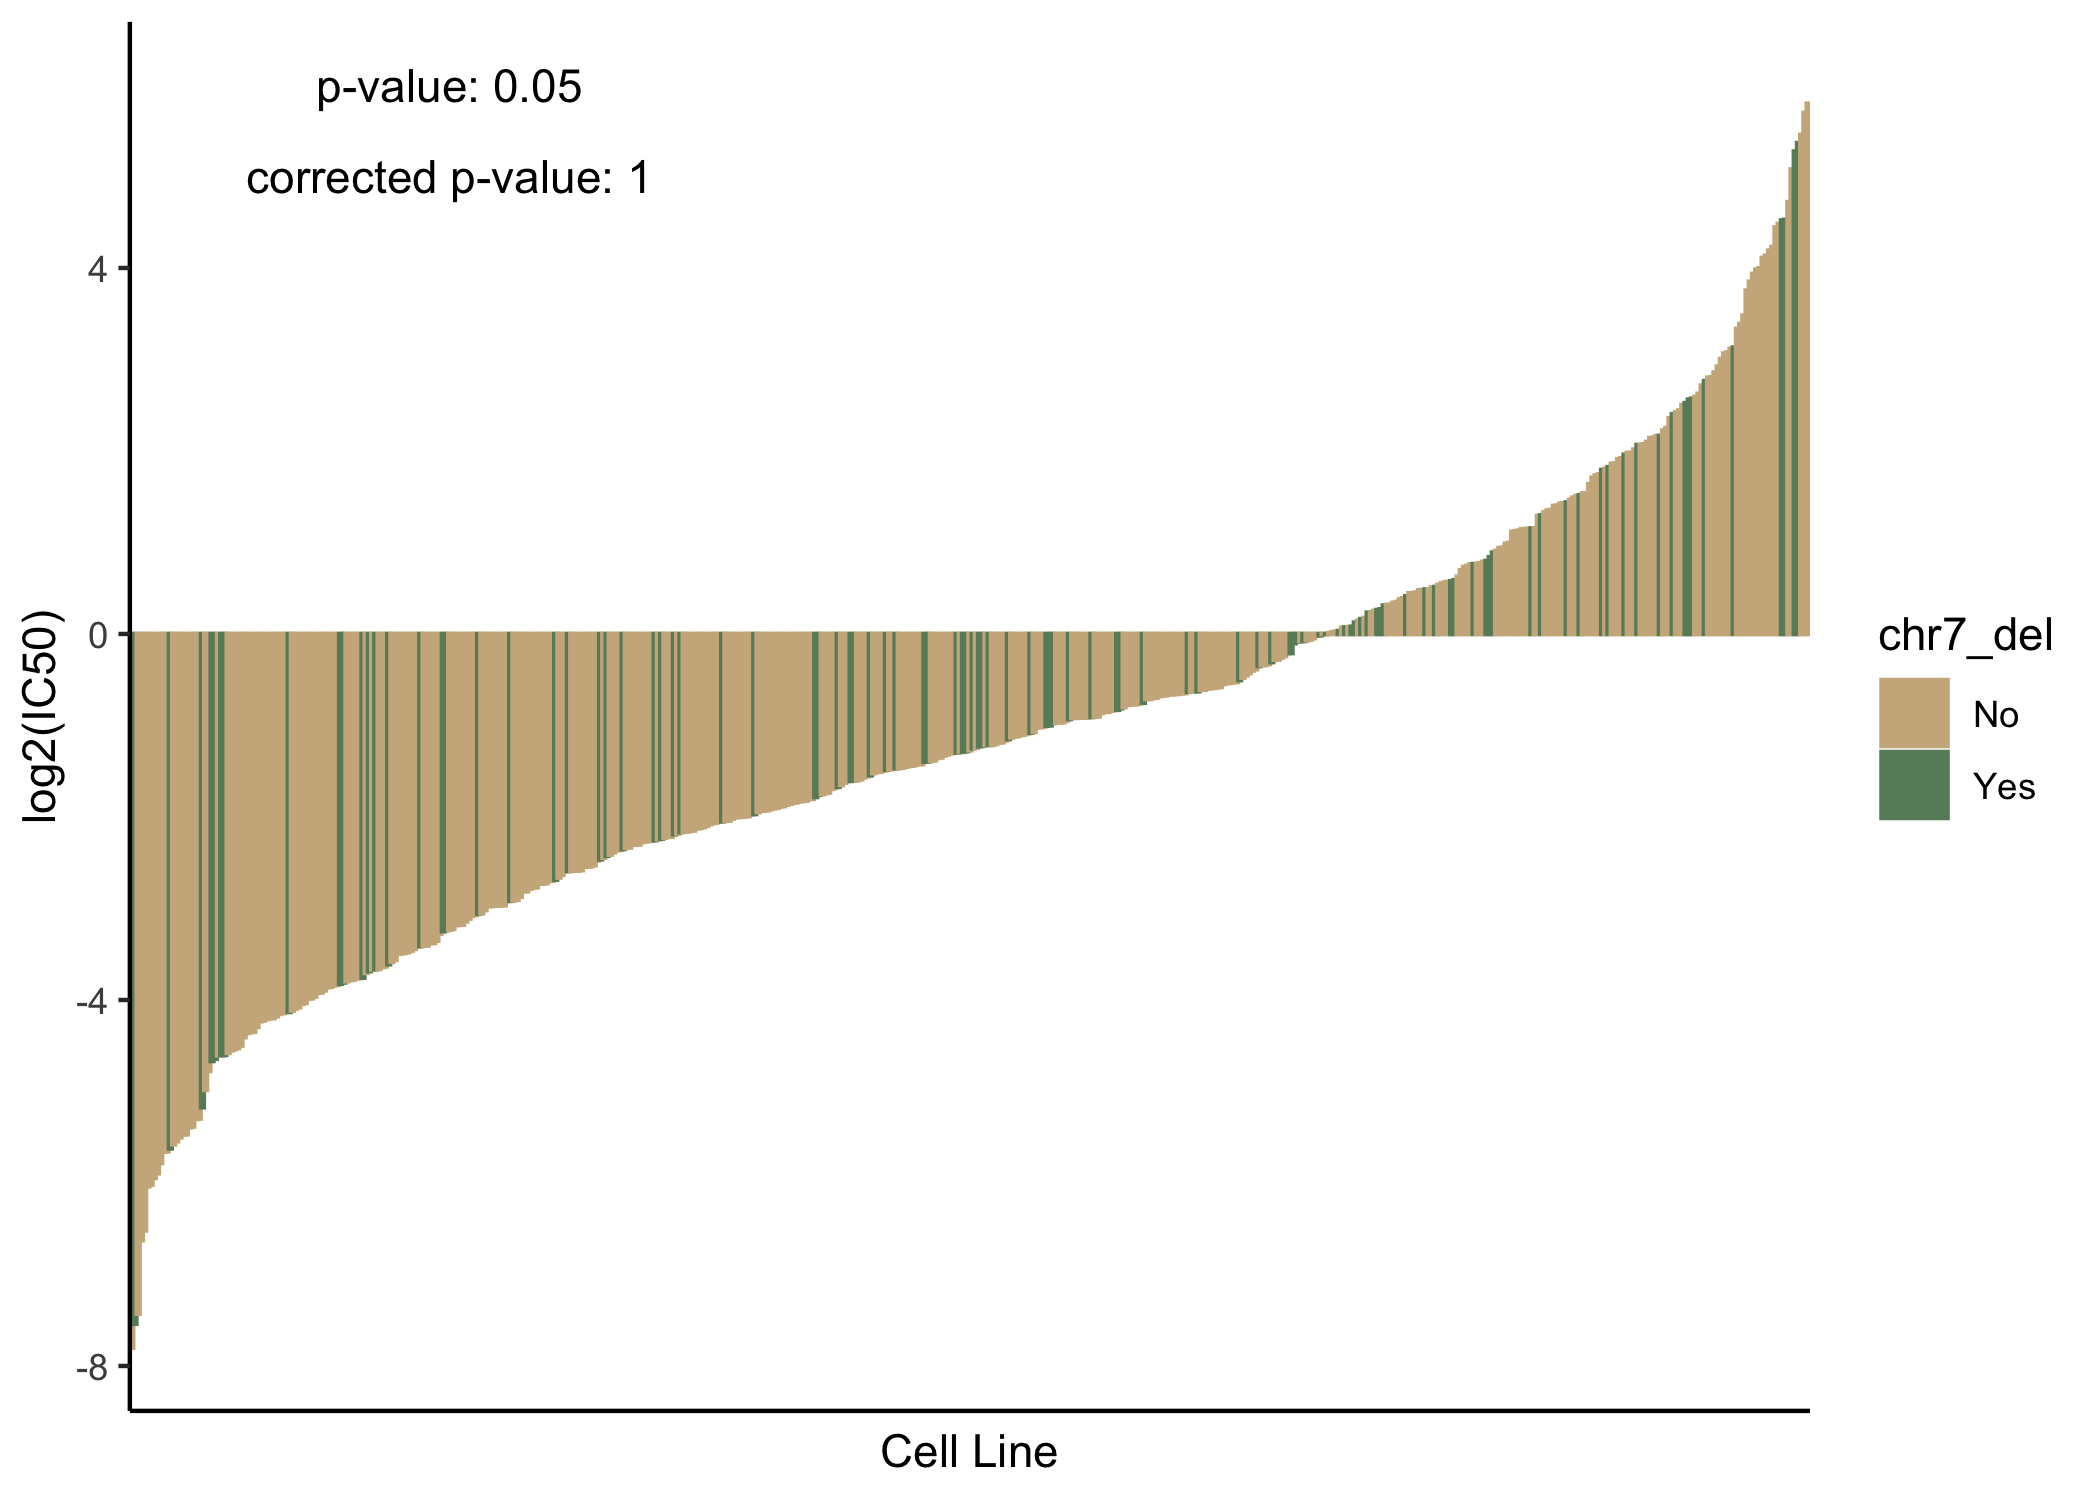 p-value: 0.05
corrected p-value: 1
4
0
-4
-8
log2(IC50)
Cell Line
chr7_del
No
Yes